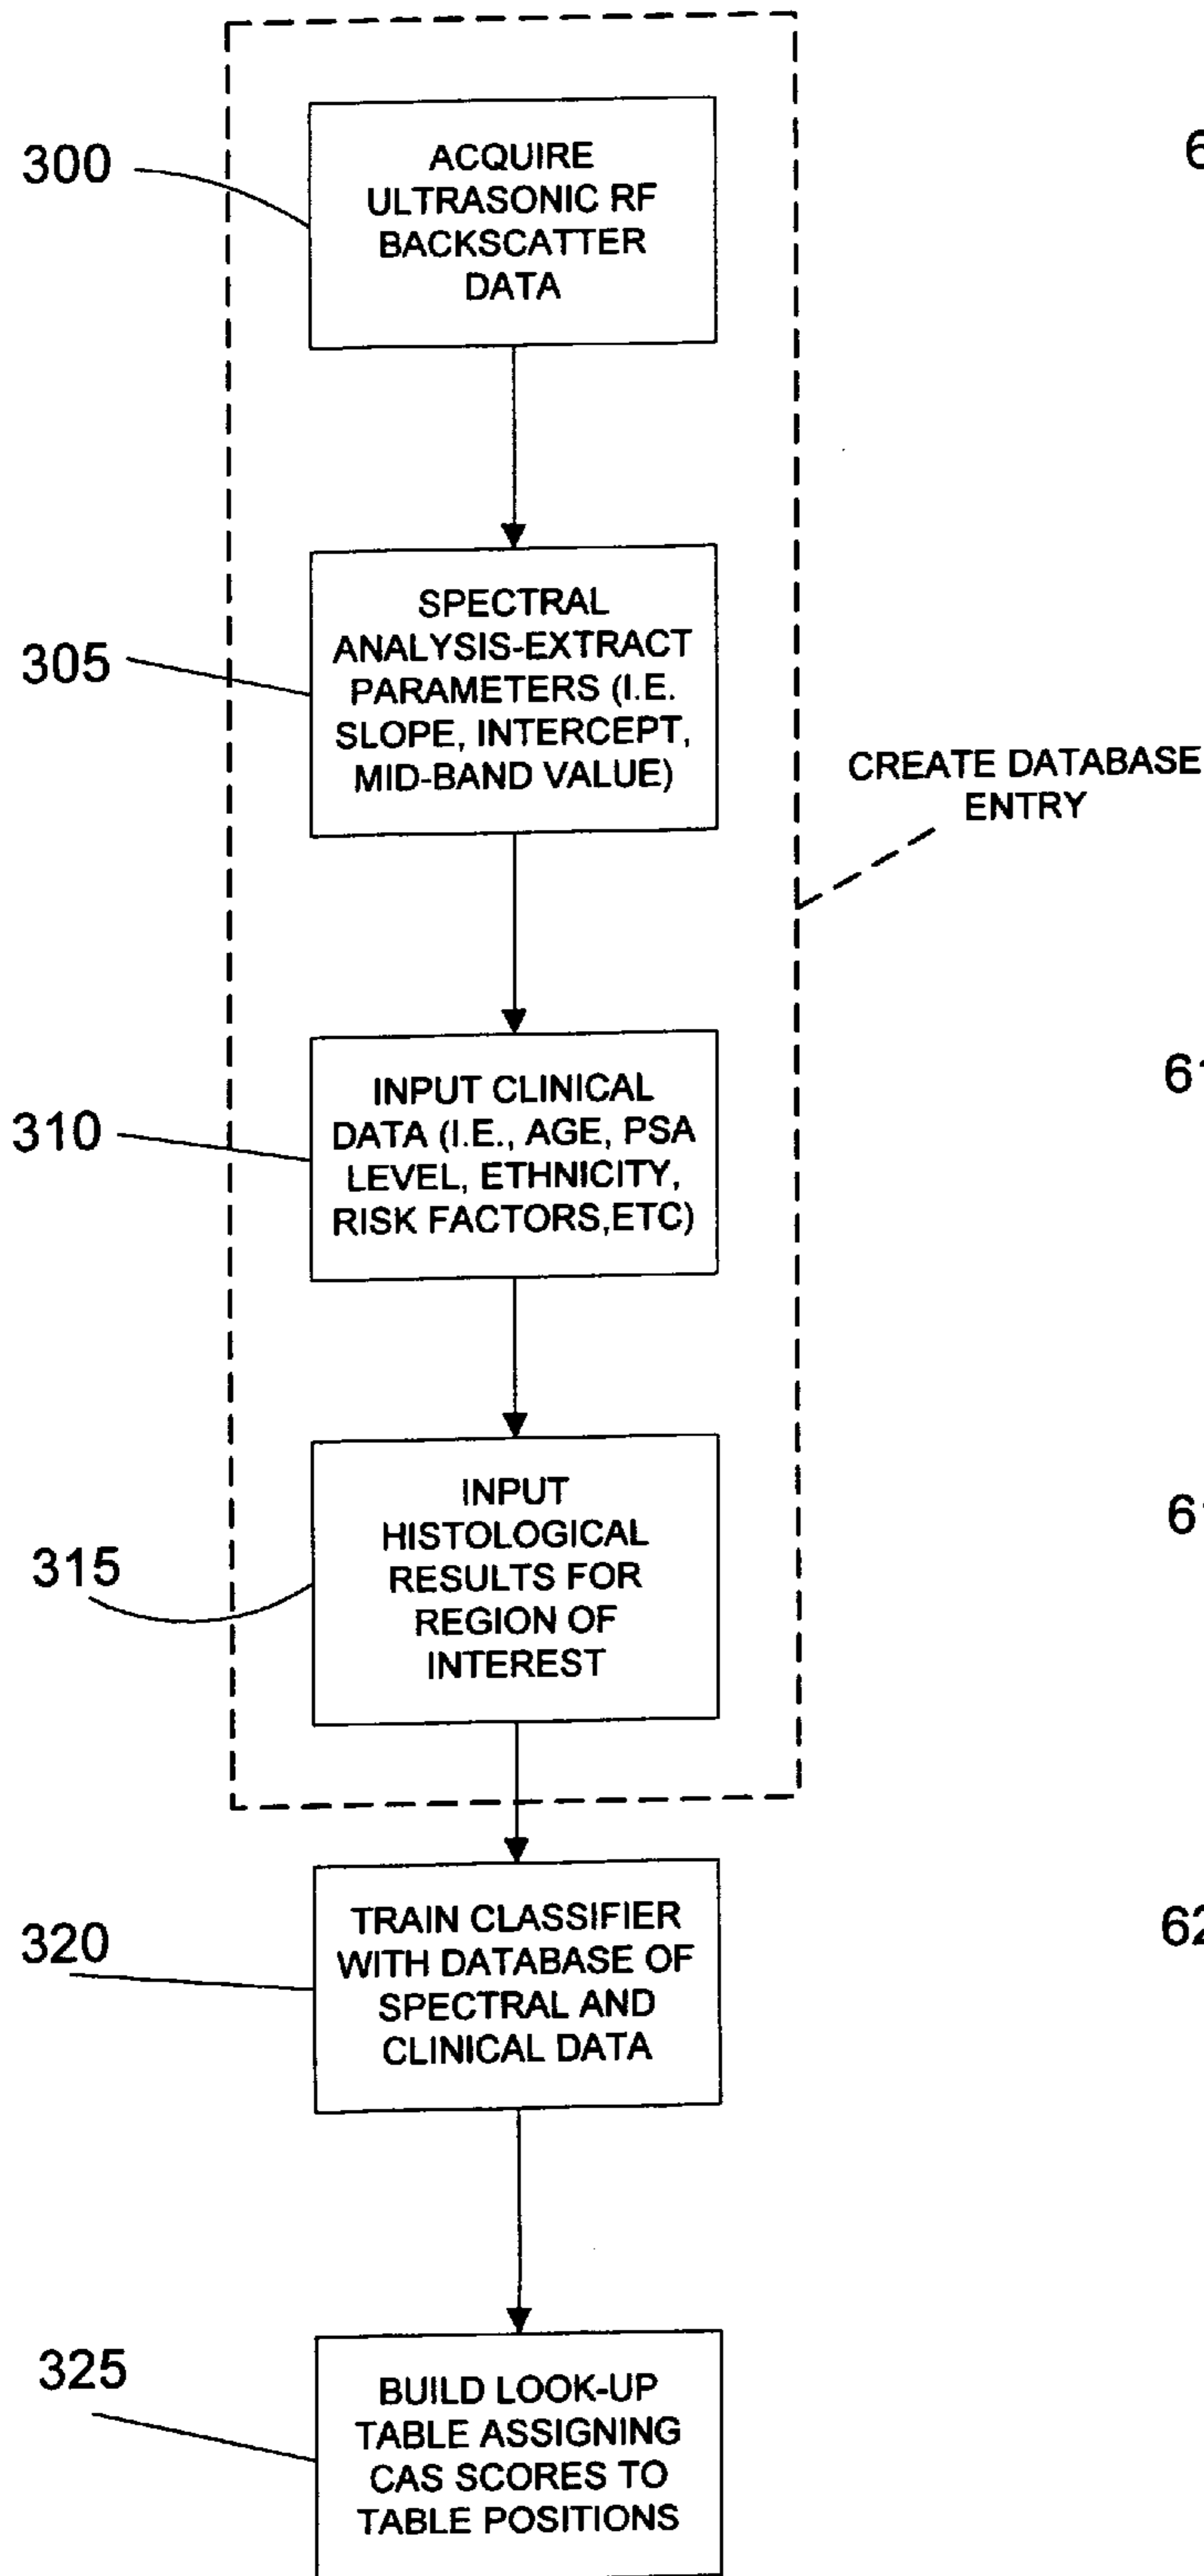 300
ACQUIRE
ULTRASONIC RF
BACKSCATTER
DATA
305
SPECTRAL
ANALYSIS-EXTRACT
PARAMETERS (I.E.
SLOPE, INTERCEPT,
MID-BAND VALUE)
CREATE DATABASE
ENTRY
310
INPUT CLINICAL
DATA (I.E., AGE, PSA
LEVEL, ETHNICITY,
RISK FACTORS,ETC)
315
INPUT
HISTOLOGICAL
RESULTS FOR
REGION OF
INTEREST
320
TRAIN CLASSIFIER
WITH DATABASE OF
SPECTRAL AND
CLINICAL DATA
325
BUILD LOOK-UP
TABLE ASSIGNING
CAS SCORES TO
TABLE POSITIONS